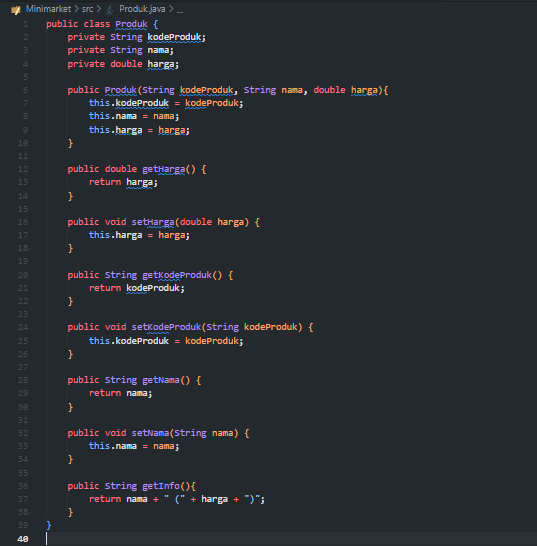 Minimarket > src > Produk.java > ...
1 public class Produk {
2     private String kodeProduk;
3     private String nama;
4     private double harga;
5
6     public Produk(String kodeProduk, String nama, double harga){
7         this.kodeProduk = kodeProduk;
8         this.nama = nama;
9         this.harga = harga;
10     }
11
12     public double getHarga() {
13         return harga;
14     }
15
16     public void setHarga(double harga) {
17         this.harga = harga;
18     }
19
20     public String getKodeProduk() {
21         return kodeProduk;
22     }
23
24     public void setKodeProduk(String kodeProduk) {
25         this.kodeProduk = kodeProduk;
26     }
27
28     public String getNama() {
29         return nama;
30     }
31
32     public void setNama(String nama) {
33         this.nama = nama;
34     }
35
36     public String getInfo(){
37         return nama + " (" + harga + ")";
38     }
39 }
40